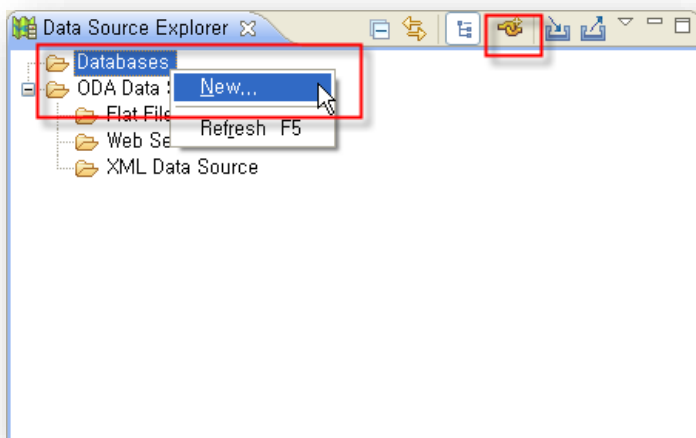 Data Source Explorer
Databases
New...
ODA Data
Flat File
Refresh F5
Web Se
XML Data Source